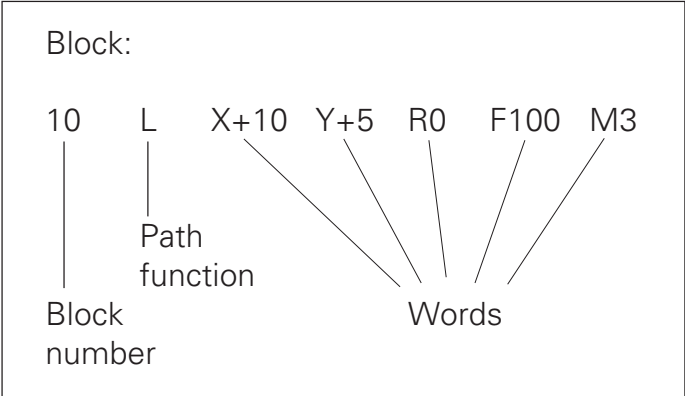 Block:
10 L X+10 Y+5 R0 F100 M3
Path
function
Block
number
Words